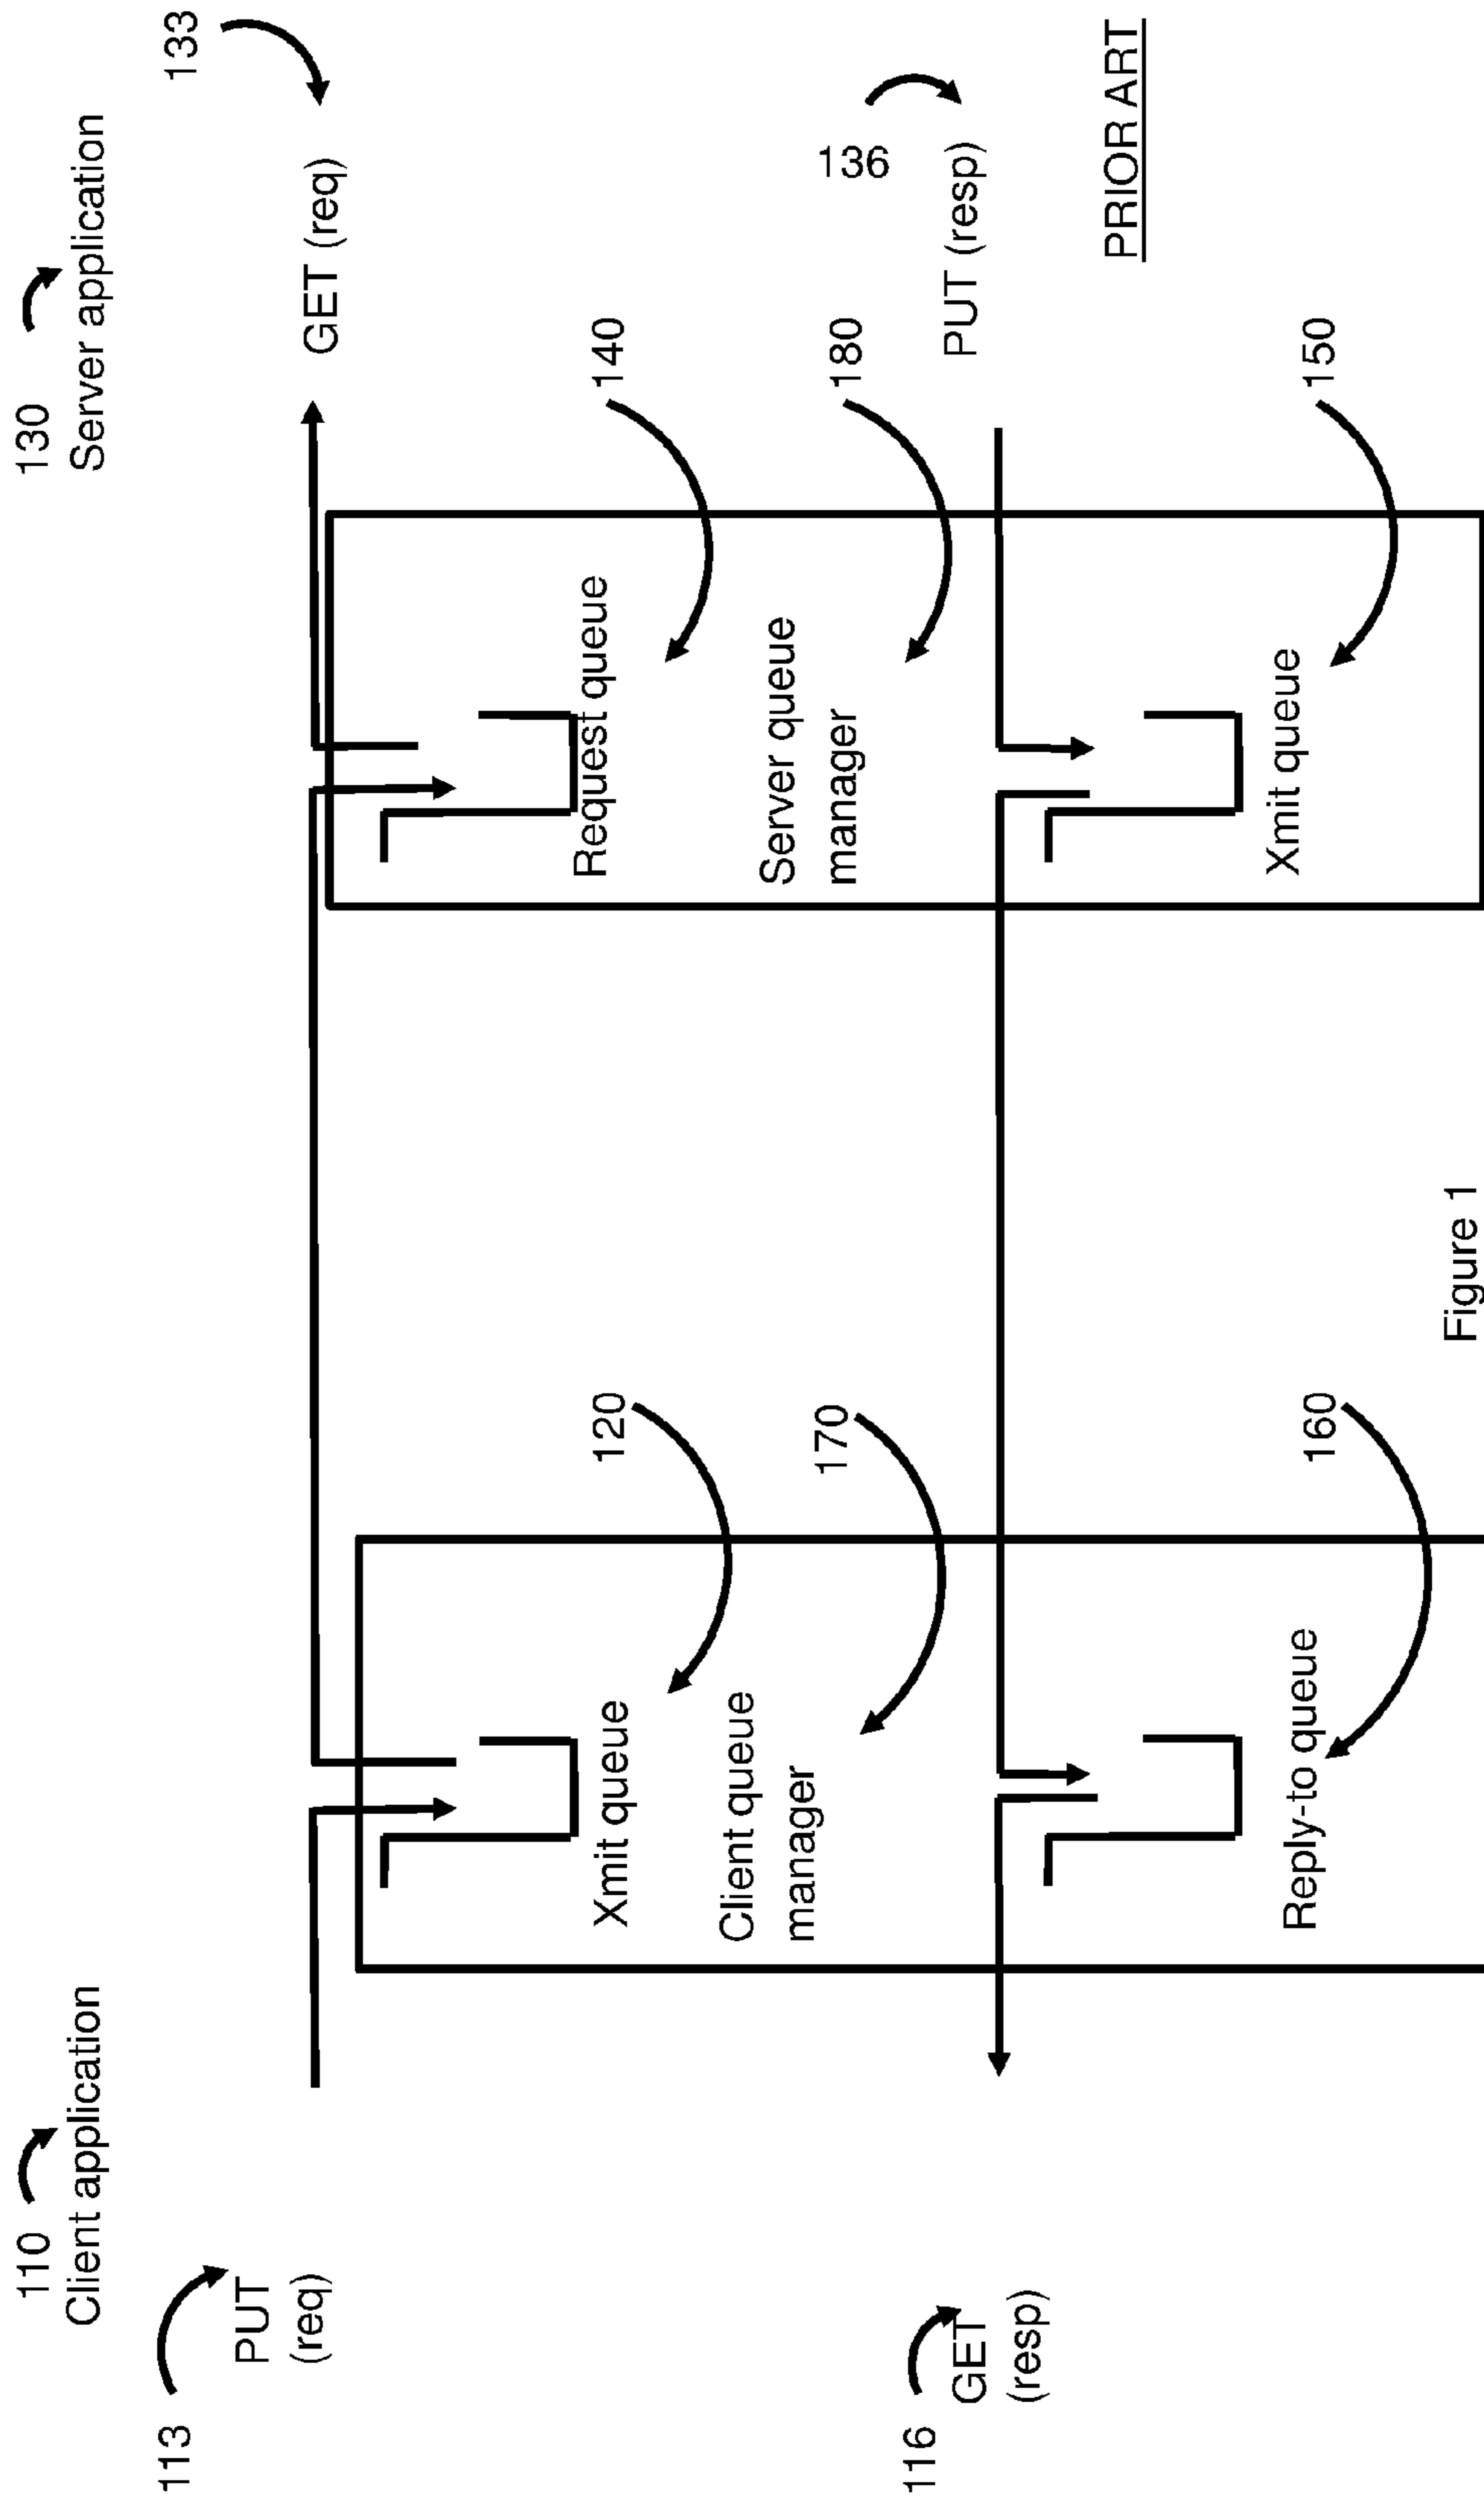 110
Client application
130
Server application
113
PUT
(req)
133
GET (req)
120
Xmit queue
140
Request queue
170
Client queue
manager
180
Server queue
manager
116
GET
(resp)
136
PUT (resp)
160
Reply-to queue
150
Xmit queue
PRIOR ART
Figure 1